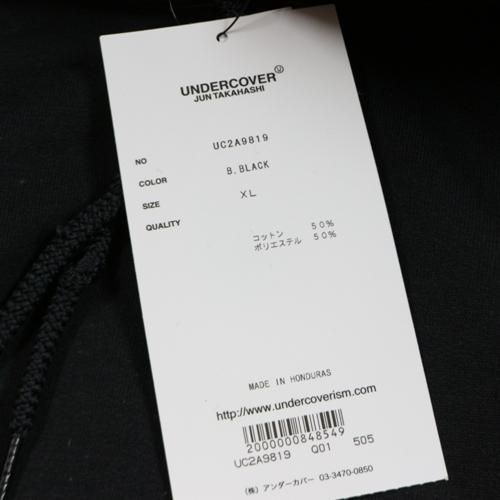 UNDERCOVER U
JUN TAKAHASHI
NO UC2A9819
COLOR B.BLACK
SIZE XL
QUALITY
コットン 50%
ポリエステル 50%
MADE IN HONDURAS
http://www.undercoverism.com
2000000848549
UC2A9819 Q01 505
(株) アンダーカバー 03-3470-0850